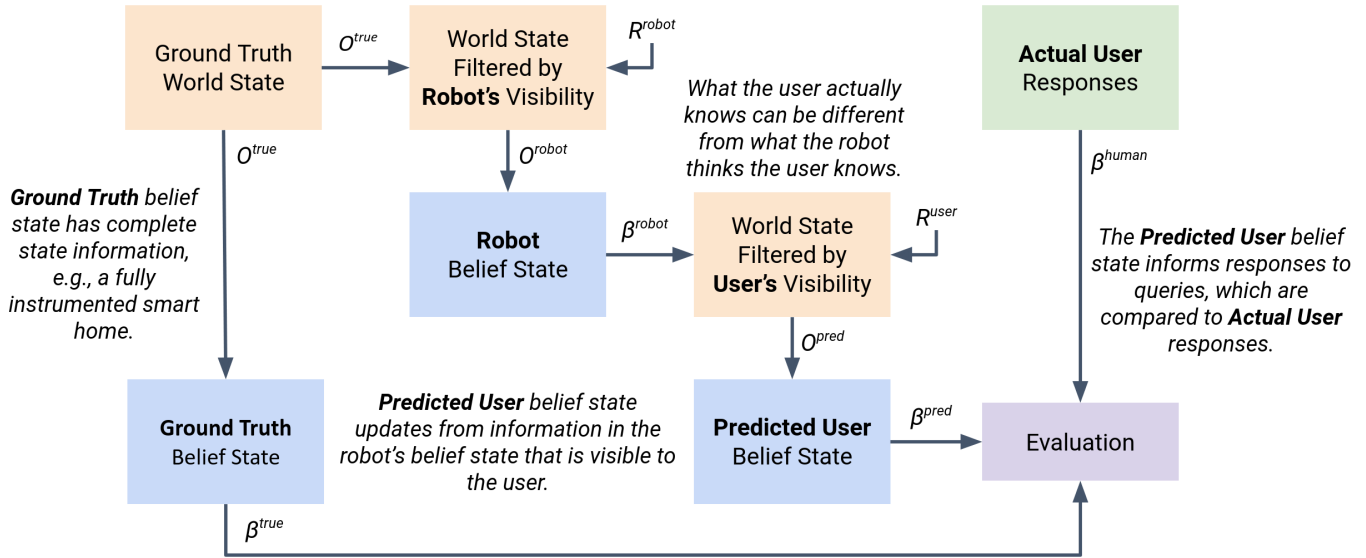 Ground Truth
World State
O^true
World State
Filtered by
Robot's Visibility
R^robot
Actual User
Responses
O^true
O^robot
What the user actually
knows can be different
from what the robot
thinks the user knows.
β^human
Ground Truth belief
state has complete
state information,
e.g., a fully
instrumented smart
home.
Robot
Belief State
β^robot
World State
Filtered by
User's Visibility
R^user
The Predicted User belief
state informs responses to
queries, which are
compared to Actual User
responses.
O^pred
Ground Truth
Belief State
Predicted User belief state
updates from information in the
robot's belief state that is visible to
the user.
Predicted User
Belief State
β^pred
Evaluation
β^true